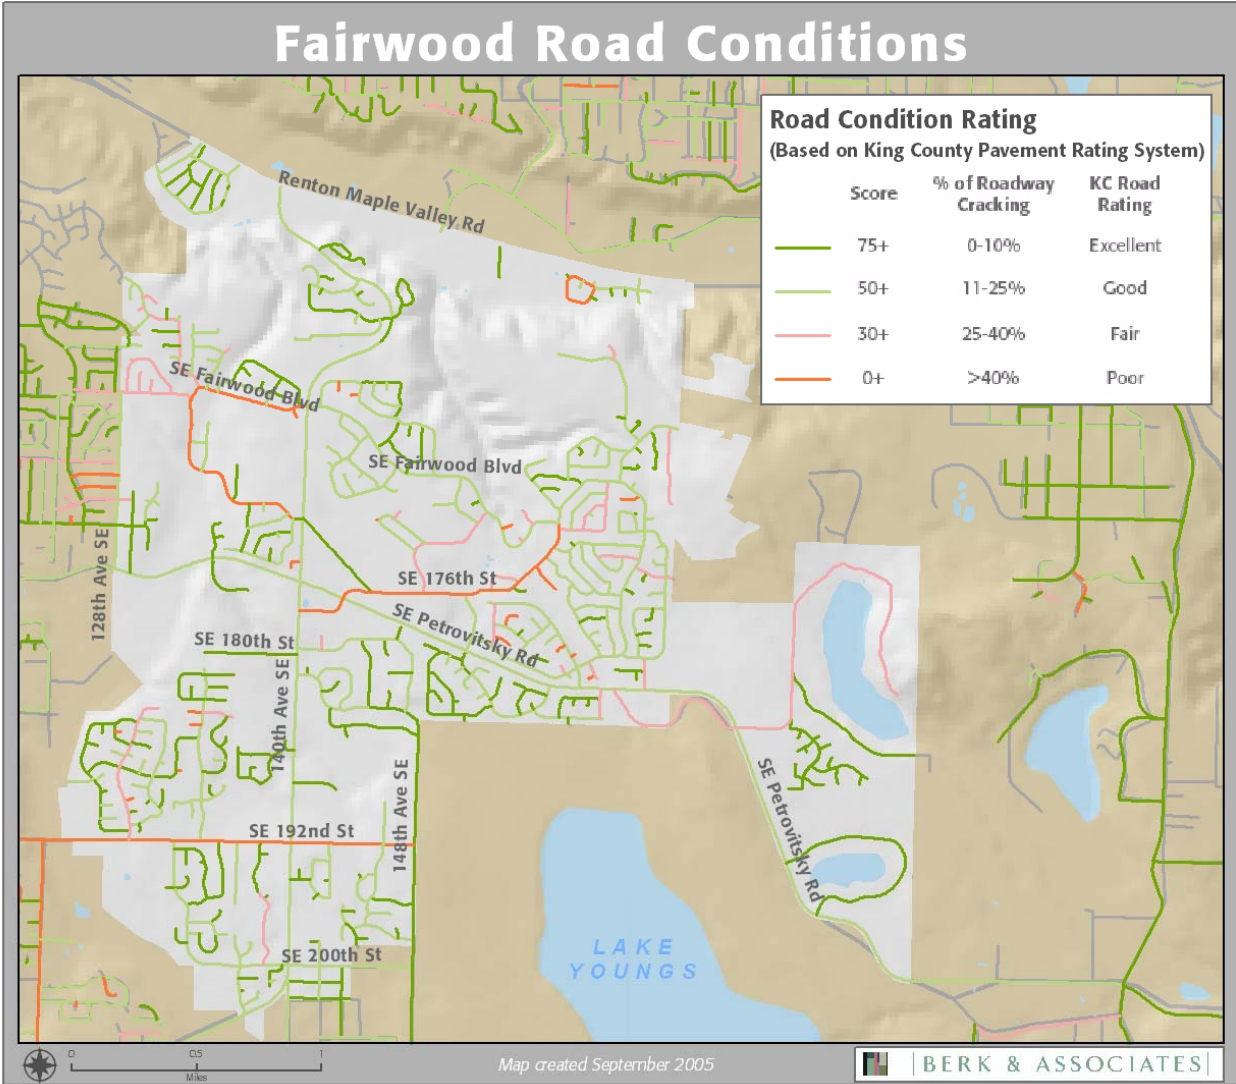 Fairwood Road Conditions
Road Condition Rating
(Based on King County Pavement Rating System)
Score
% of Roadway
Cracking
KC Road
Rating
75+ 0-10% Excellent
50+ 11-25% Good
30+ 25-40% Fair
0+ >40% Poor
Renton Maple Valley Rd
SE Fairwood Blvd
SE Fairwood Blvd
128th Ave SE
SE 176th St
SE Petrovitsky Rd
SE 180th St
140th Ave SE
148th Ave SE
SE Petrovitsky Rd
SE 192nd St
SE 200th St
LAKE
YOUNGS
0 0.5 1
Miles
Map created September 2005
BERK & ASSOCIATES